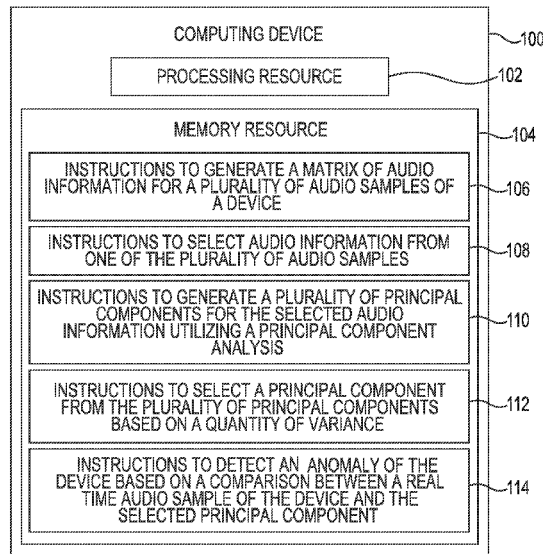 COMPUTING DEVICE
100
PROCESSING RESOURCE
102
MEMORY RESOURCE
104
INSTRUCTIONS TO GENERATE A MATRIX OF AUDIO
INFORMATION FOR A PLURALITY OF AUDIO SAMPLES OF
A DEVICE
106
INSTRUCTIONS TO SELECT AUDIO INFORMATION FROM
ONE OF THE PLURALITY OF AUDIO SAMPLES
108
INSTRUCTIONS TO GENERATE A PLURALITY OF PRINCIPAL
COMPONENTS FOR THE SELECTED AUDIO
INFORMATION UTILIZING A PRINCIPAL COMPONENT
ANALYSIS
110
INSTRUCTIONS TO SELECT A PRINCIPAL COMPONENT
FROM THE PLURALITY OF PRINCIPAL COMPONENTS
BASED ON A QUANTITY OF VARIANCE
112
INSTRUCTIONS TO DETECT AN ANOMALY OF THE
DEVICE BASED ON A COMPARISON BETWEEN A REAL
TIME AUDIO SAMPLE OF THE DEVICE AND THE
SELECTED PRINCIPAL COMPONENT
114